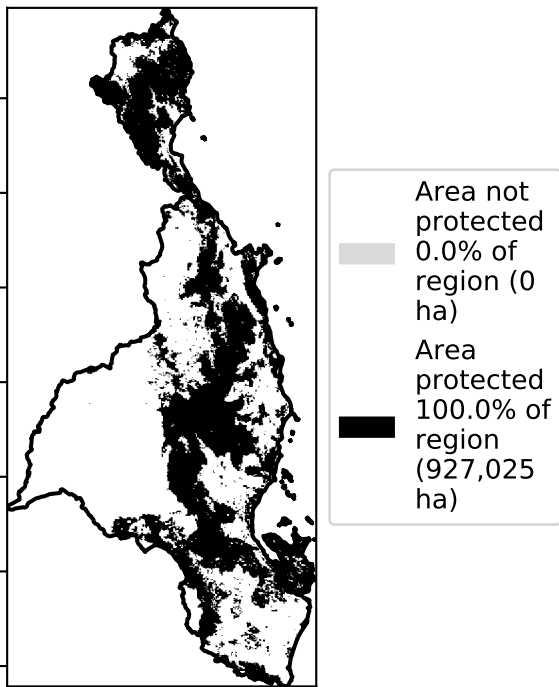 Area not
protected
0.0% of
region (0
ha)
Area
protected
100.0% of
region
(927,025
ha)